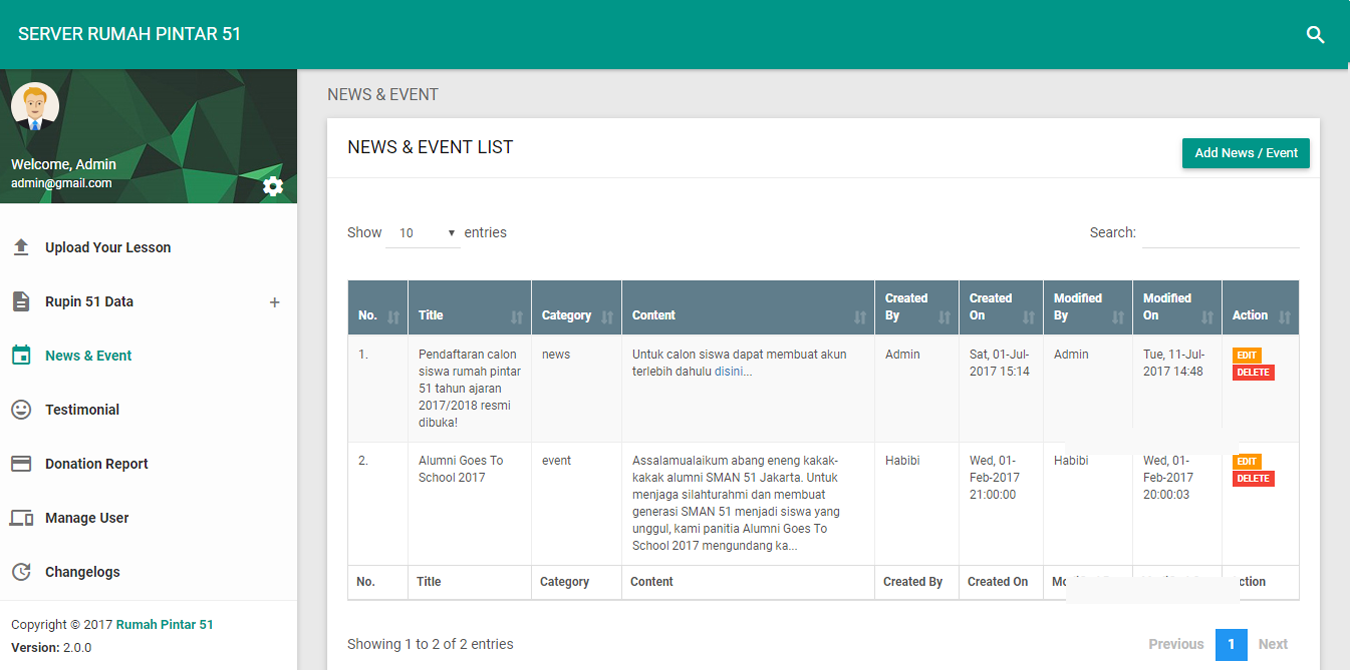 SERVER RUMAH PINTAR 51
Welcome, Admin
admin@gmail.com
Upload Your Lesson
Rupin 51 Data
+
News & Event
Testimonial
Donation Report
Manage User
Changelogs
Copyright © 2017 Rumah Pintar 51
Version: 2.0.0
NEWS & EVENT
NEWS & EVENT LIST
Add News / Event
Show 10 entries
Search:
No. Title Category Content Created By Created On Modified By Modified On Action
1.
Pendaftaran calon
siswa rumah pintar
51 tahun ajaran
2017/2018 resmi
dibuka!
news
Untuk calon siswa dapat membuat akun
terlebih dahulu disini...
Admin
Sat, 01-Jul-
2017 15:14
Admin
Tue, 11-Jul-
2017 14:48
EDIT
DELETE
2.
Alumni Goes To
School 2017
event
Assalamualaikum abang eneng kakak-
kakak alumni SMAN 51 Jakarta. Untuk
menjaga silahturahmi dan membuat
generasi SMAN 51 menjadi siswa yang
unggul, kami panitia Alumni Goes To
School 2017 mengundang ka...
Habibi
Wed, 01-
Feb-2017
21:00:00
Habibi
Wed, 01-
Feb-2017
20:00:03
EDIT
DELETE
No. Title Category Content Created By Created On
Showing 1 to 2 of 2 entries
Previous 1 Next